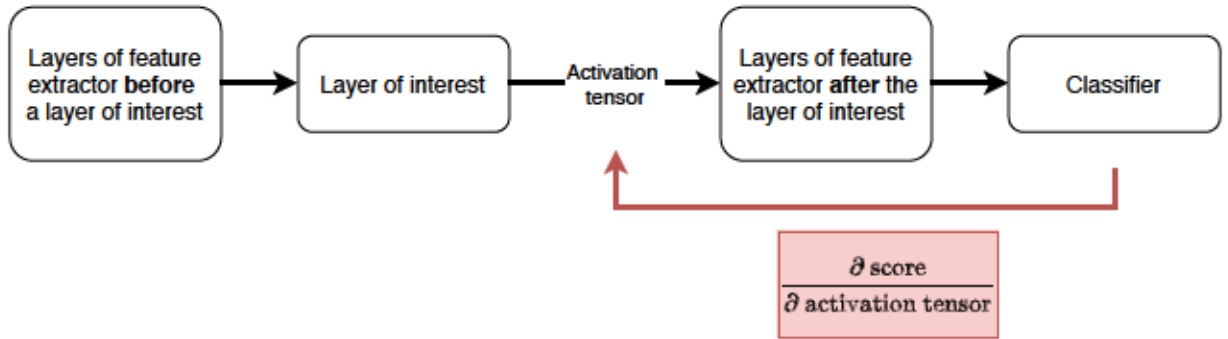 Layers of feature
extractor before
a layer of interest
Layer of interest
Activation
tensor
Layers of feature
extractor after the
layer of interest
Classifier
∂ score
∂ activation tensor